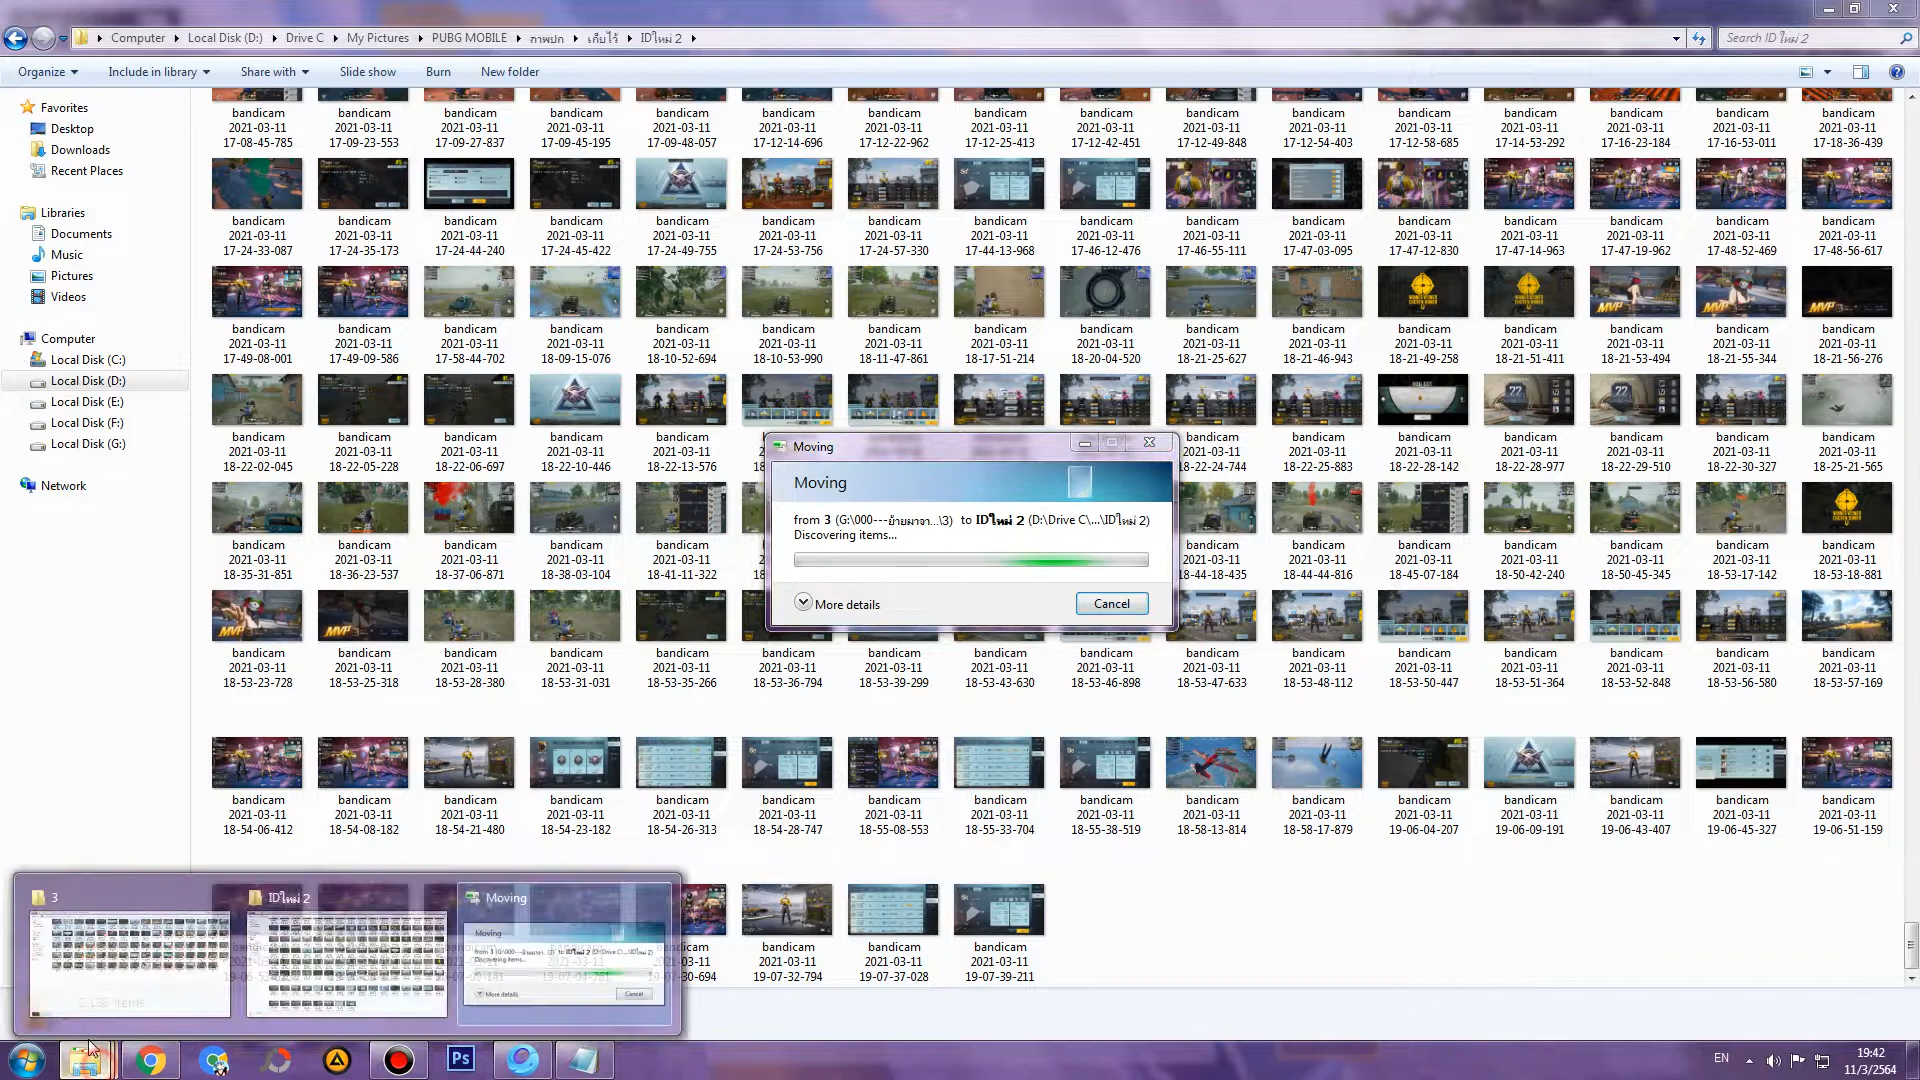 Computer Local Disk (D:) Drive C My Pictures PUBG MOBILE ภาพปก เก็บไว้ IDใหม่ 2
Search IDใหม่ 2
Organize Include in library Share with Slide show Burn New folder
Favorites
Desktop
Downloads
Recent Places
Libraries
Documents
Music
Pictures
Videos
Computer
Local Disk (C:)
Local Disk (D:)
Local Disk (E:)
Local Disk (F:)
Local Disk (G:)
Network
bandicam bandicam bandicam bandicam bandicam bandicam bandicam bandicam bandicam bandicam bandicam bandicam bandicam bandicam bandicam bandicam
2021-03-11 2021-03-11 2021-03-11 2021-03-11 2021-03-11 2021-03-11 2021-03-11 2021-03-11 2021-03-11 2021-03-11 2021-03-11 2021-03-11 2021-03-11 2021-03-11 2021-03-11 2021-03-11
17-08-45-785 17-09-23-553 17-09-27-837 17-09-45-195 17-09-48-057 17-12-14-696 17-12-22-962 17-12-25-413 17-12-42-451 17-12-49-848 17-12-54-403 17-12-58-685 17-14-53-292 17-16-23-184 17-16-53-011 17-18-36-439
bandicam bandicam bandicam bandicam bandicam bandicam bandicam bandicam bandicam bandicam bandicam bandicam bandicam bandicam bandicam bandicam
2021-03-11 2021-03-11 2021-03-11 2021-03-11 2021-03-11 2021-03-11 2021-03-11 2021-03-11 2021-03-11 2021-03-11 2021-03-11 2021-03-11 2021-03-11 2021-03-11 2021-03-11 2021-03-11
17-24-33-087 17-24-35-173 17-24-44-240 17-24-45-422 17-24-49-755 17-24-53-756 17-24-57-330 17-44-13-968 17-46-12-476 17-46-55-111 17-47-03-095 17-47-12-830 17-47-14-963 17-47-19-962 17-48-52-469 17-48-56-617
MVP MVP MVP
bandicam bandicam bandicam bandicam bandicam bandicam bandicam bandicam bandicam bandicam bandicam bandicam bandicam bandicam bandicam bandicam
2021-03-11 2021-03-11 2021-03-11 2021-03-11 2021-03-11 2021-03-11 2021-03-11 2021-03-11 2021-03-11 2021-03-11 2021-03-11 2021-03-11 2021-03-11 2021-03-11 2021-03-11 2021-03-11
17-49-08-001 17-49-09-586 17-58-44-702 18-09-15-076 18-10-52-694 18-10-53-990 18-11-47-861 18-17-51-214 18-20-04-520 18-21-25-627 18-21-46-943 18-21-49-258 18-21-51-411 18-21-53-494 18-21-55-344 18-21-56-276
22 22
bandicam bandicam bandicam bandicam bandicam bandicam bandicam bandicam bandicam bandicam bandicam bandicam
2021-03-11 2021-03-11 2021-03-11 2021-03-11 2021-03-11 2021-03-11 2021-03-11 2021-03-11 2021-03-11 2021-03-11 2021-03-11 2021-03-11
18-22-02-045 18-22-05-228 18-22-06-697 18-22-10-446 18-22-13-576 18-22-24-744 18-22-25-883 18-22-28-142 18-22-28-977 18-22-29-510 18-22-30-327 18-25-21-565
Moving
Moving
from 3 (G:\000---ย้ายมาจา...\3) to IDใหม่ 2 (D:\Drive C\...\IDใหม่ 2)
Discovering items...
More details Cancel
bandicam bandicam bandicam bandicam bandicam bandicam bandicam bandicam bandicam bandicam bandicam bandicam
2021-03-11 2021-03-11 2021-03-11 2021-03-11 2021-03-11 2021-03-11 2021-03-11 2021-03-11 2021-03-11 2021-03-11 2021-03-11 2021-03-11
18-35-31-851 18-36-23-537 18-37-06-871 18-38-03-104 18-41-11-322 18-44-18-435 18-44-44-816 18-45-07-184 18-50-42-240 18-50-45-345 18-53-17-142 18-53-18-881
MVP MVP
bandicam bandicam bandicam bandicam bandicam bandicam bandicam bandicam bandicam bandicam bandicam bandicam bandicam bandicam bandicam bandicam
2021-03-11 2021-03-11 2021-03-11 2021-03-11 2021-03-11 2021-03-11 2021-03-11 2021-03-11 2021-03-11 2021-03-11 2021-03-11 2021-03-11 2021-03-11 2021-03-11 2021-03-11 2021-03-11
18-53-23-728 18-53-25-318 18-53-28-380 18-53-31-031 18-53-35-266 18-53-36-794 18-53-39-299 18-53-43-630 18-53-46-898 18-53-47-633 18-53-48-112 18-53-50-447 18-53-51-364 18-53-52-848 18-53-56-580 18-53-57-169
bandicam bandicam bandicam bandicam bandicam bandicam bandicam bandicam bandicam bandicam bandicam bandicam bandicam bandicam bandicam bandicam
2021-03-11 2021-03-11 2021-03-11 2021-03-11 2021-03-11 2021-03-11 2021-03-11 2021-03-11 2021-03-11 2021-03-11 2021-03-11 2021-03-11 2021-03-11 2021-03-11 2021-03-11 2021-03-11
18-54-06-412 18-54-08-182 18-54-21-480 18-54-23-182 18-54-26-313 18-54-28-747 18-55-08-553 18-55-33-704 18-55-38-519 18-58-13-814 18-58-17-879 19-06-04-207 19-06-09-191 19-06-43-407 19-06-45-327 19-06-51-159
3 IDใหม่ 2 Moving
Moving
Discovering items...
More details Cancel
bandicam bandicam bandicam
2021-03-11 2021-03-11 2021-03-11
19-07-32-794 19-07-37-028 19-07-39-211
Ps
EN
19:42
11/3/2564